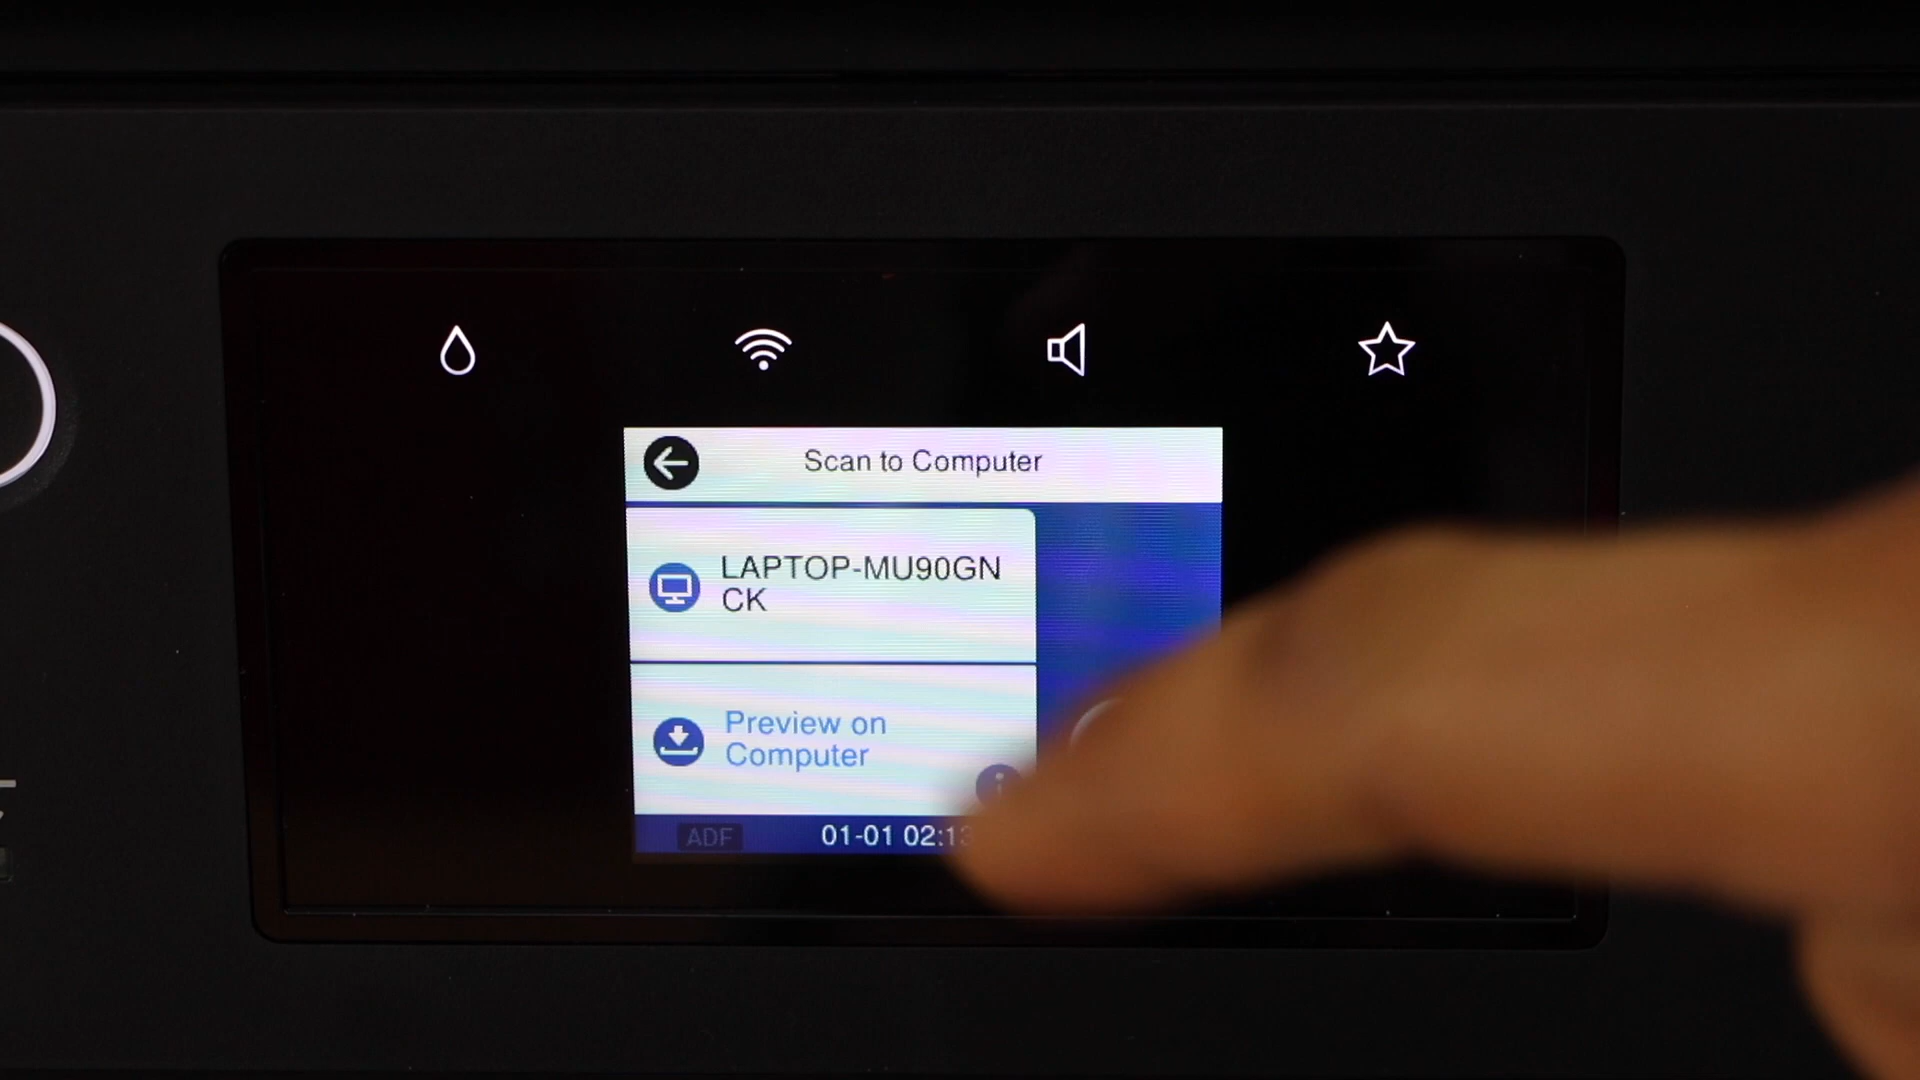 Scan to Computer
LAPTOP-MU90GN
CK
Preview on
Computer
ADF
01-01 02:13